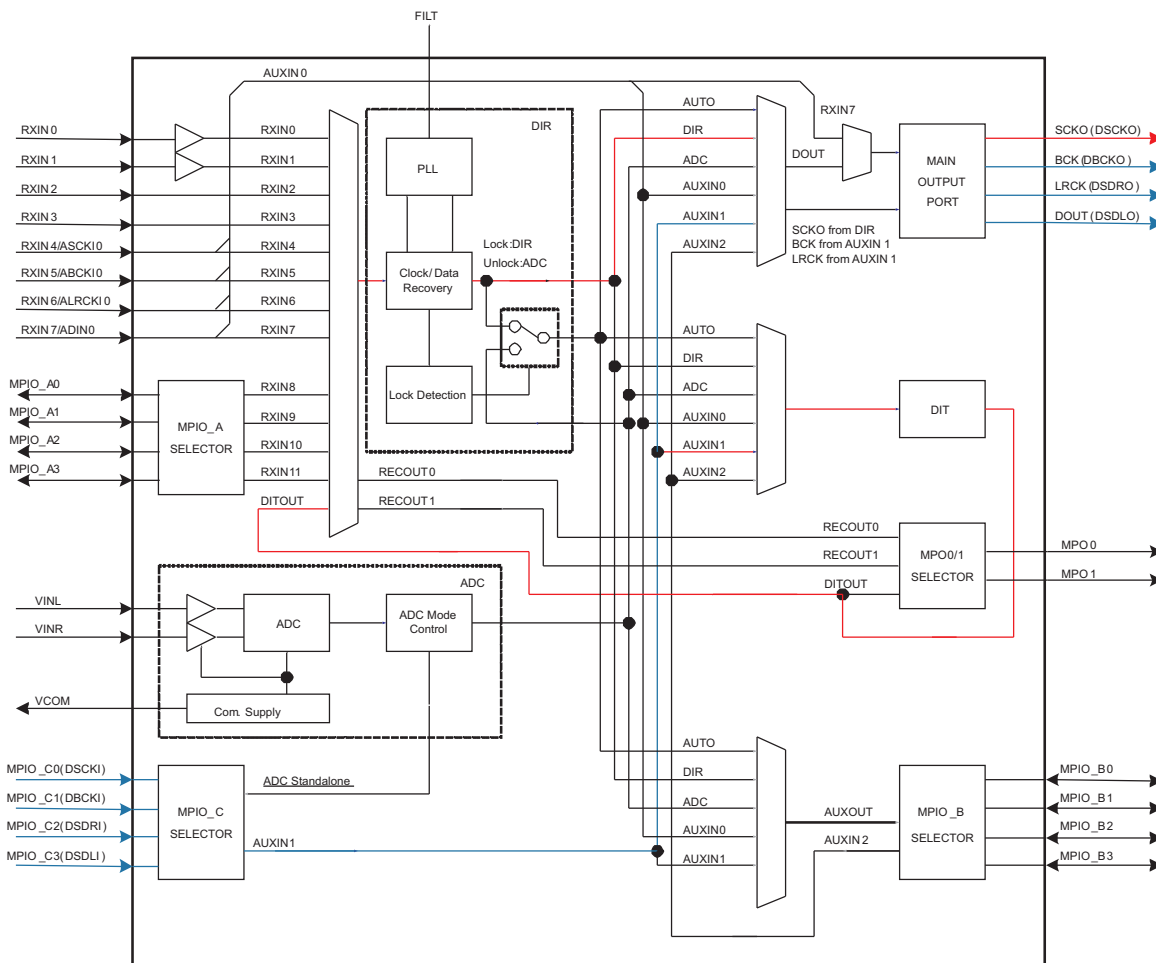 FILT
AUXIN0
RXIN0
RXIN1
RXIN2
RXIN3
RXIN4/ASCKI0
RXIN5/ABCKI0
RXIN6/ALRCKI0
RXIN7/ADIN0
RXIN0
RXIN1
RXIN2
RXIN3
RXIN4
RXIN5
RXIN6
RXIN7
MPIO_A0
MPIO_A1
MPIO_A2
MPIO_A3
MPIO_A
SELECTOR
RXIN8
RXIN9
RXIN10
RXIN11
DITOUT
DIR
PLL
Clock/Data
Recovery
Lock Detection
Lock:DIR
Unlock:ADC
RECOUT0
RECOUT1
AUTO
DIR
ADC
AUXIN0
AUXIN1
AUXIN2
RXIN7
DOUT
SCKO from DIR
BCK from AUXIN 1
LRCK from AUXIN 1
MAIN
OUTPUT
PORT
SCKO(DSCKO)
BCK(DBCKO)
LRCK(DSDRO)
DOUT(DSDLO)
AUTO
DIR
ADC
AUXIN0
AUXIN1
AUXIN2
DIT
RECOUT0
RECOUT1
DITOUT
MPO0/1
SELECTOR
MPO0
MPO1
ADC
VINL
VINR
VCOM
ADC
ADC Mode
Control
Com. Supply
MPIO_C0(DSCKI)
MPIO_C1(DBCKI)
MPIO_C2(DSDRI)
MPIO_C3(DSDLI)
MPIO_C
SELECTOR
ADC Standalone
AUXIN1
AUTO
DIR
ADC
AUXIN0
AUXIN1
AUXOUT
AUXIN2
MPIO_B
SELECTOR
MPIO_B0
MPIO_B1
MPIO_B2
MPIO_B3